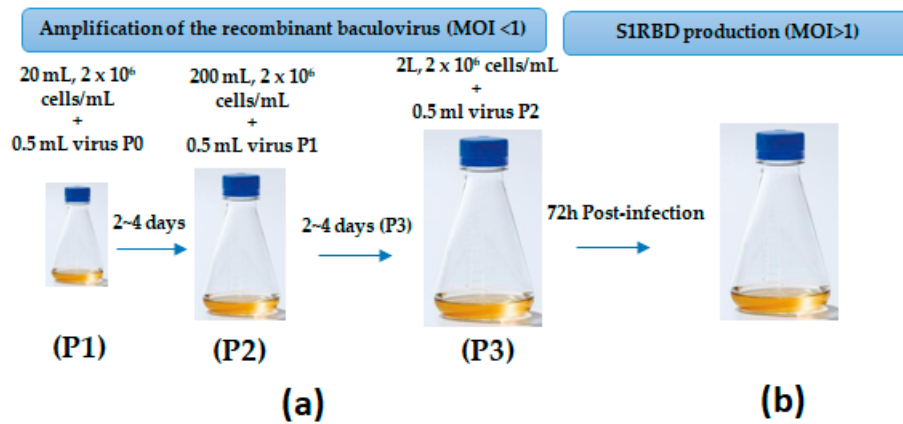 Amplification of the recombinant baculovirus (MOI <1)
S1RBD production (MOI>1)
20 mL, 2 x 10⁶
cells/mL
+
0.5 mL virus P0
200 mL, 2 x 10⁶
cells/mL
+
0.5 mL virus P1
2L, 2 x 10⁶ cells/mL
+
0.5 ml virus P2
2~4 days
2~4 days (P3)
72h Post-infection
(P1)
(P2)
(P3)
(a)
(b)